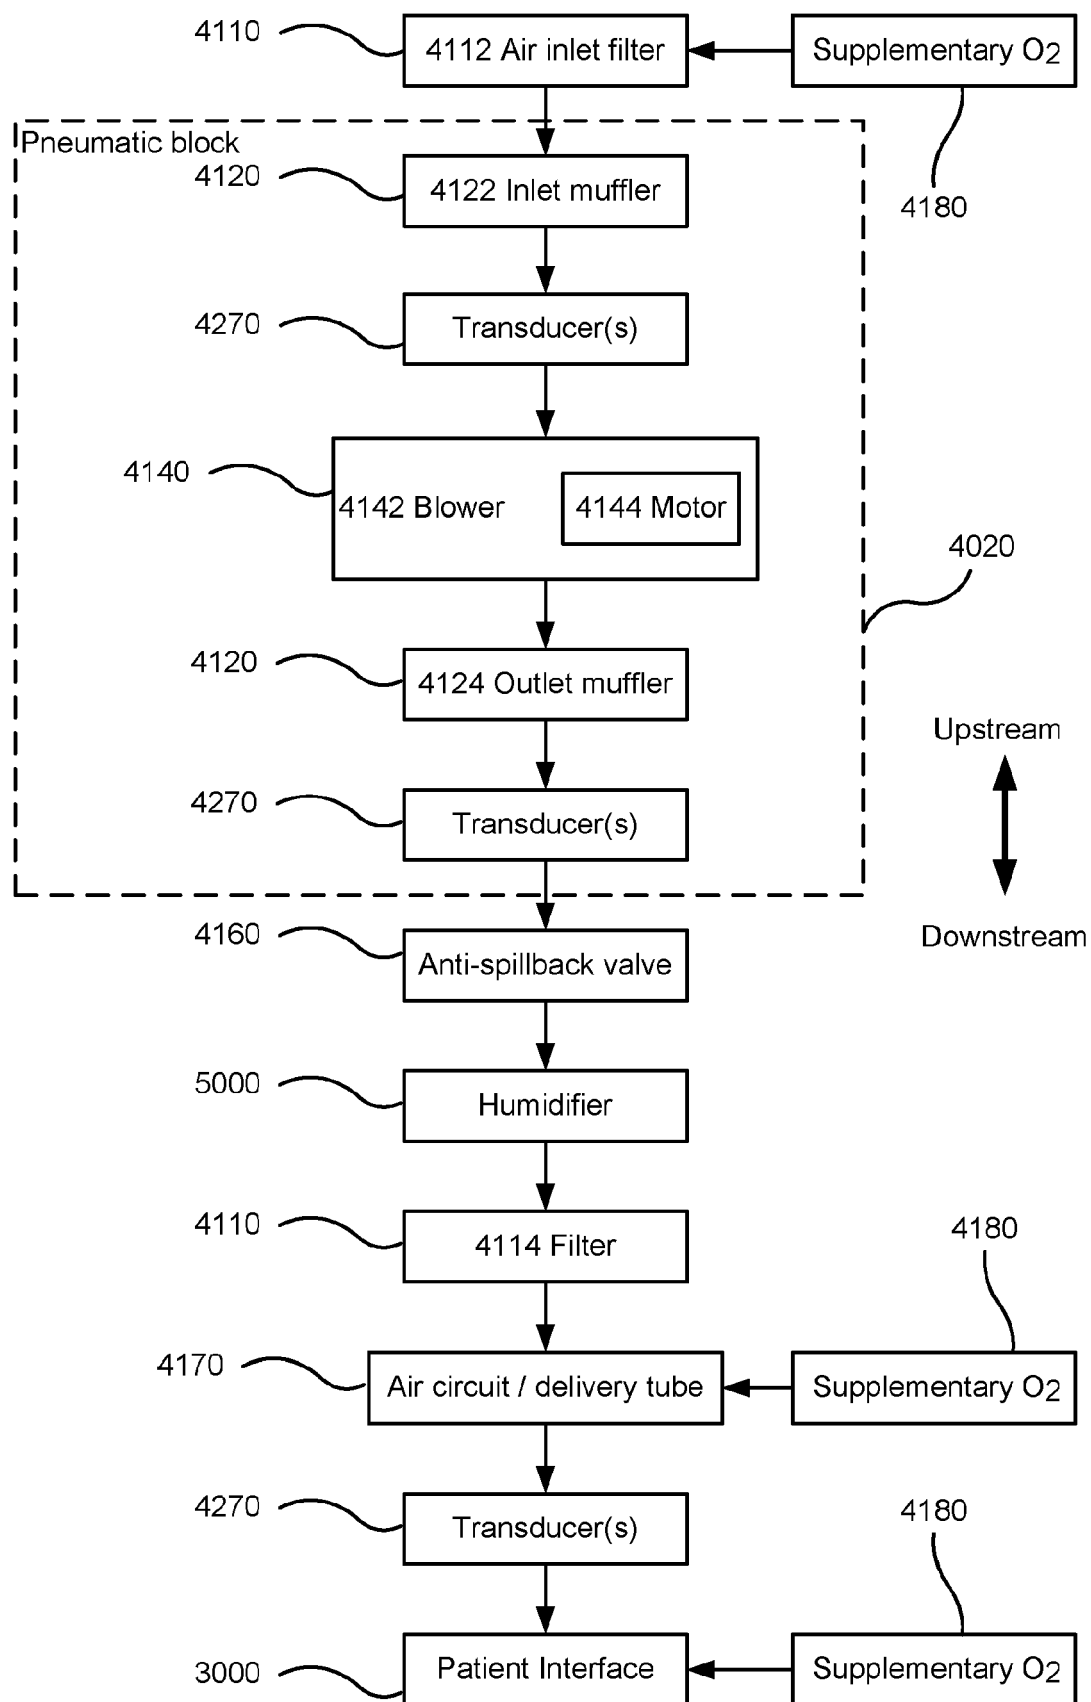 4110
4112 Air inlet filter
Supplementary O2
4180
Pneumatic block
4120
4122 Inlet muffler
4270
Transducer(s)
4140
4142 Blower
4144 Motor
4020
4120
4124 Outlet muffler
Upstream
4270
Transducer(s)
Downstream
4160
Anti-spillback valve
5000
Humidifier
4110
4114 Filter
4180
4170
Air circuit / delivery tube
Supplementary O2
4270
Transducer(s)
4180
3000
Patient Interface
Supplementary O2